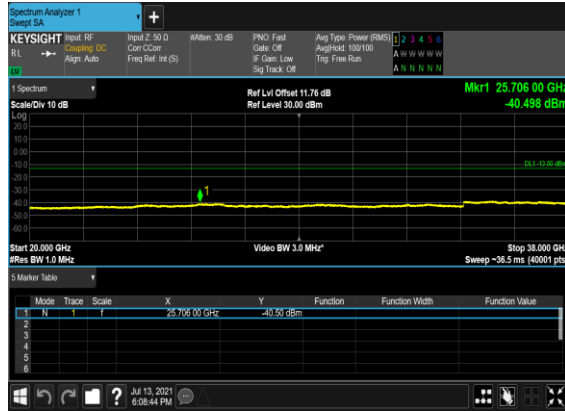 Spectrum Analyzer 1
Swept SA
KEYSIGHT
RL
Input: RF
Coupling: DC
Align: Auto
Input Z: 50 Ω
Corr CCorr
Freq Ref: Int (S)
#Atten: 30 dB
PNO: Fast
Gate: Off
IF Gain: Low
Sig Track: Off
Avg Type: Power (RMS)
Avg|Hold: 100/100
Trig: Free Run
1 2 3 4 5 6
A W W W W W
A N N N N N
1 Spectrum
Scale/Div 10 dB
Log
Ref Lvl Offset 11.76 dB
Ref Level 30.00 dBm
Mkr1 25.706 00 GHz
-40.498 dBm
20.0
10.0
0.00
-10.0
-20.0
-30.0
-40.0
-50.0
-60.0
DL1 -13.00 dBm
1
Start 20.000 GHz
#Res BW 1.0 MHz
Video BW 3.0 MHz*
Stop 38.000 GHz
Sweep ~36.5 ms (40001 pts)
5 Marker Table
Mode Trace Scale X Y Function Function Width Function Value
1 N 1 f 25.706 00 GHz -40.50 dBm
2
3
4
5
6
?
Jul 13, 2021
6:08:44 PM